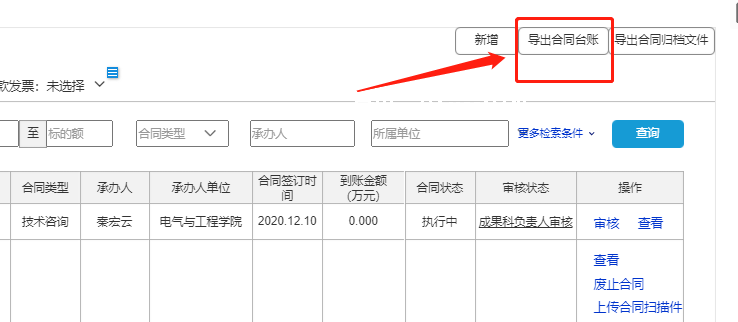 新增 导出合同台账 导出合同归档文件
款发票：未选择
至 标的额 合同类型 承办人 所属单位 更多检索条件 查询
合同类型 承办人 承办人单位 合同签订时间 到账金额(万元) 合同状态 审核状态 操作
技术咨询 秦宏云 电气与工程学院 2020.12.10 0.000 执行中 成果科负责人审核 审核 查看
查看
废止合同
上传合同扫描件